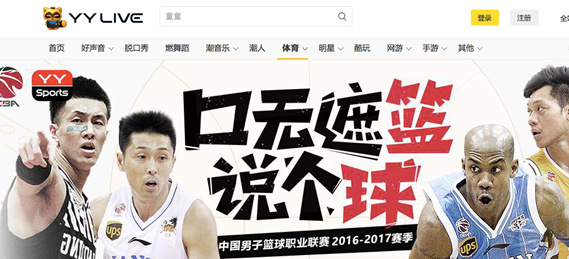 YY LIVE
童童
登录
注册
首页 好声音 脱口秀 燃舞蹈 潮音乐 潮人 体育 明星 酷玩 网游 手游 其他
YY
Sports
口无遮篮
说个球
中国男子篮球职业联赛 2016-2017赛季
ups
ups